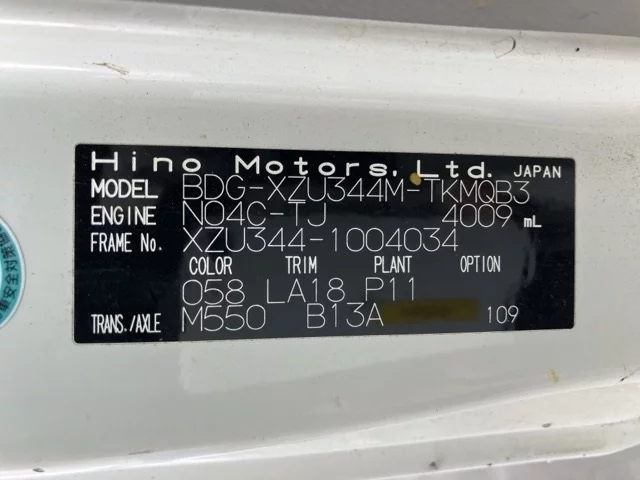 Hino Motors, Ltd. JAPAN
MODEL BDG-XZU344M-TKMQB3
ENGINE N04C-TJ 4009 mL
FRAME No. XZU344-1004034
COLOR TRIM PLANT OPTION
058 LA18 P11
TRANS./AXLE M550 B13A 109